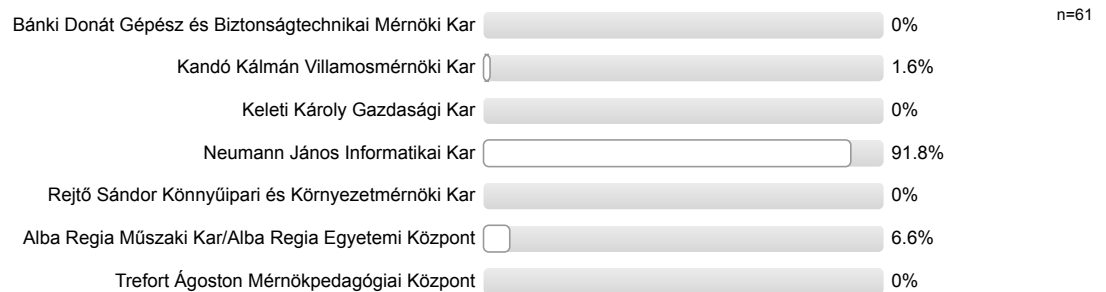 Bánki Donát Gépész és Biztonságtechnikai Mérnöki Kar 0% n=61
Kandó Kálmán Villamosmérnöki Kar 1.6%
Keleti Károly Gazdasági Kar 0%
Neumann János Informatikai Kar 91.8%
Rejtő Sándor Könnyűipari és Környezetmérnöki Kar 0%
Alba Regia Műszaki Kar/Alba Regia Egyetemi Központ 6.6%
Trefort Ágoston Mérnökpedagógiai Központ 0%